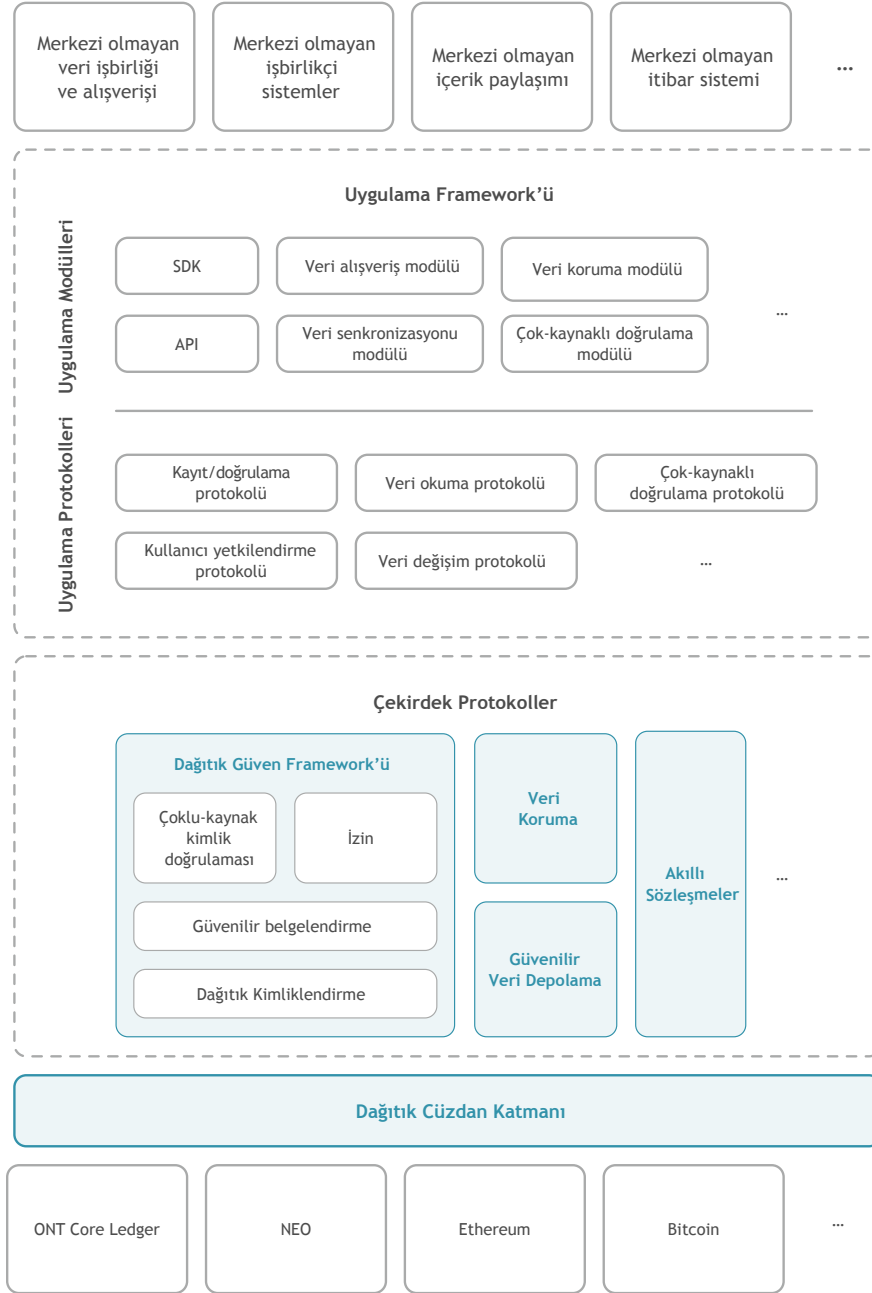 Merkezi olmayan
veri işbirliği
ve alışverişi
Merkezi olmayan
işbirlikçi
sistemler
Merkezi olmayan
içerik paylaşımı
Merkezi olmayan
itibar sistemi
...
Uygulama Framework’ü
Uygulama Modülleri
SDK
Veri alışveriş modülü
Veri koruma modülü
...
API
Veri senkronizasyonu
modülü
Çok-kaynaklı doğrulama
modülü
Uygulama Protokolleri
Kayıt/doğrulama
protokolü
Veri okuma protokolü
Çok-kaynaklı
doğrulama protokolü
Kullanıcı yetkilendirme
protokolü
Veri değişim protokolü
...
Çekirdek Protokoller
Dağıtık Güven Framework’ü
Çoklu-kaynak
kimlik
doğrulaması
İzin
Güvenilir belgelendirme
Dağıtık Kimliklendirme
Veri
Koruma
Güvenilir
Veri Depolama
Akıllı
Sözleşmeler
...
Dağıtık Cüzdan Katmanı
ONT Core Ledger
NEO
Ethereum
Bitcoin
...